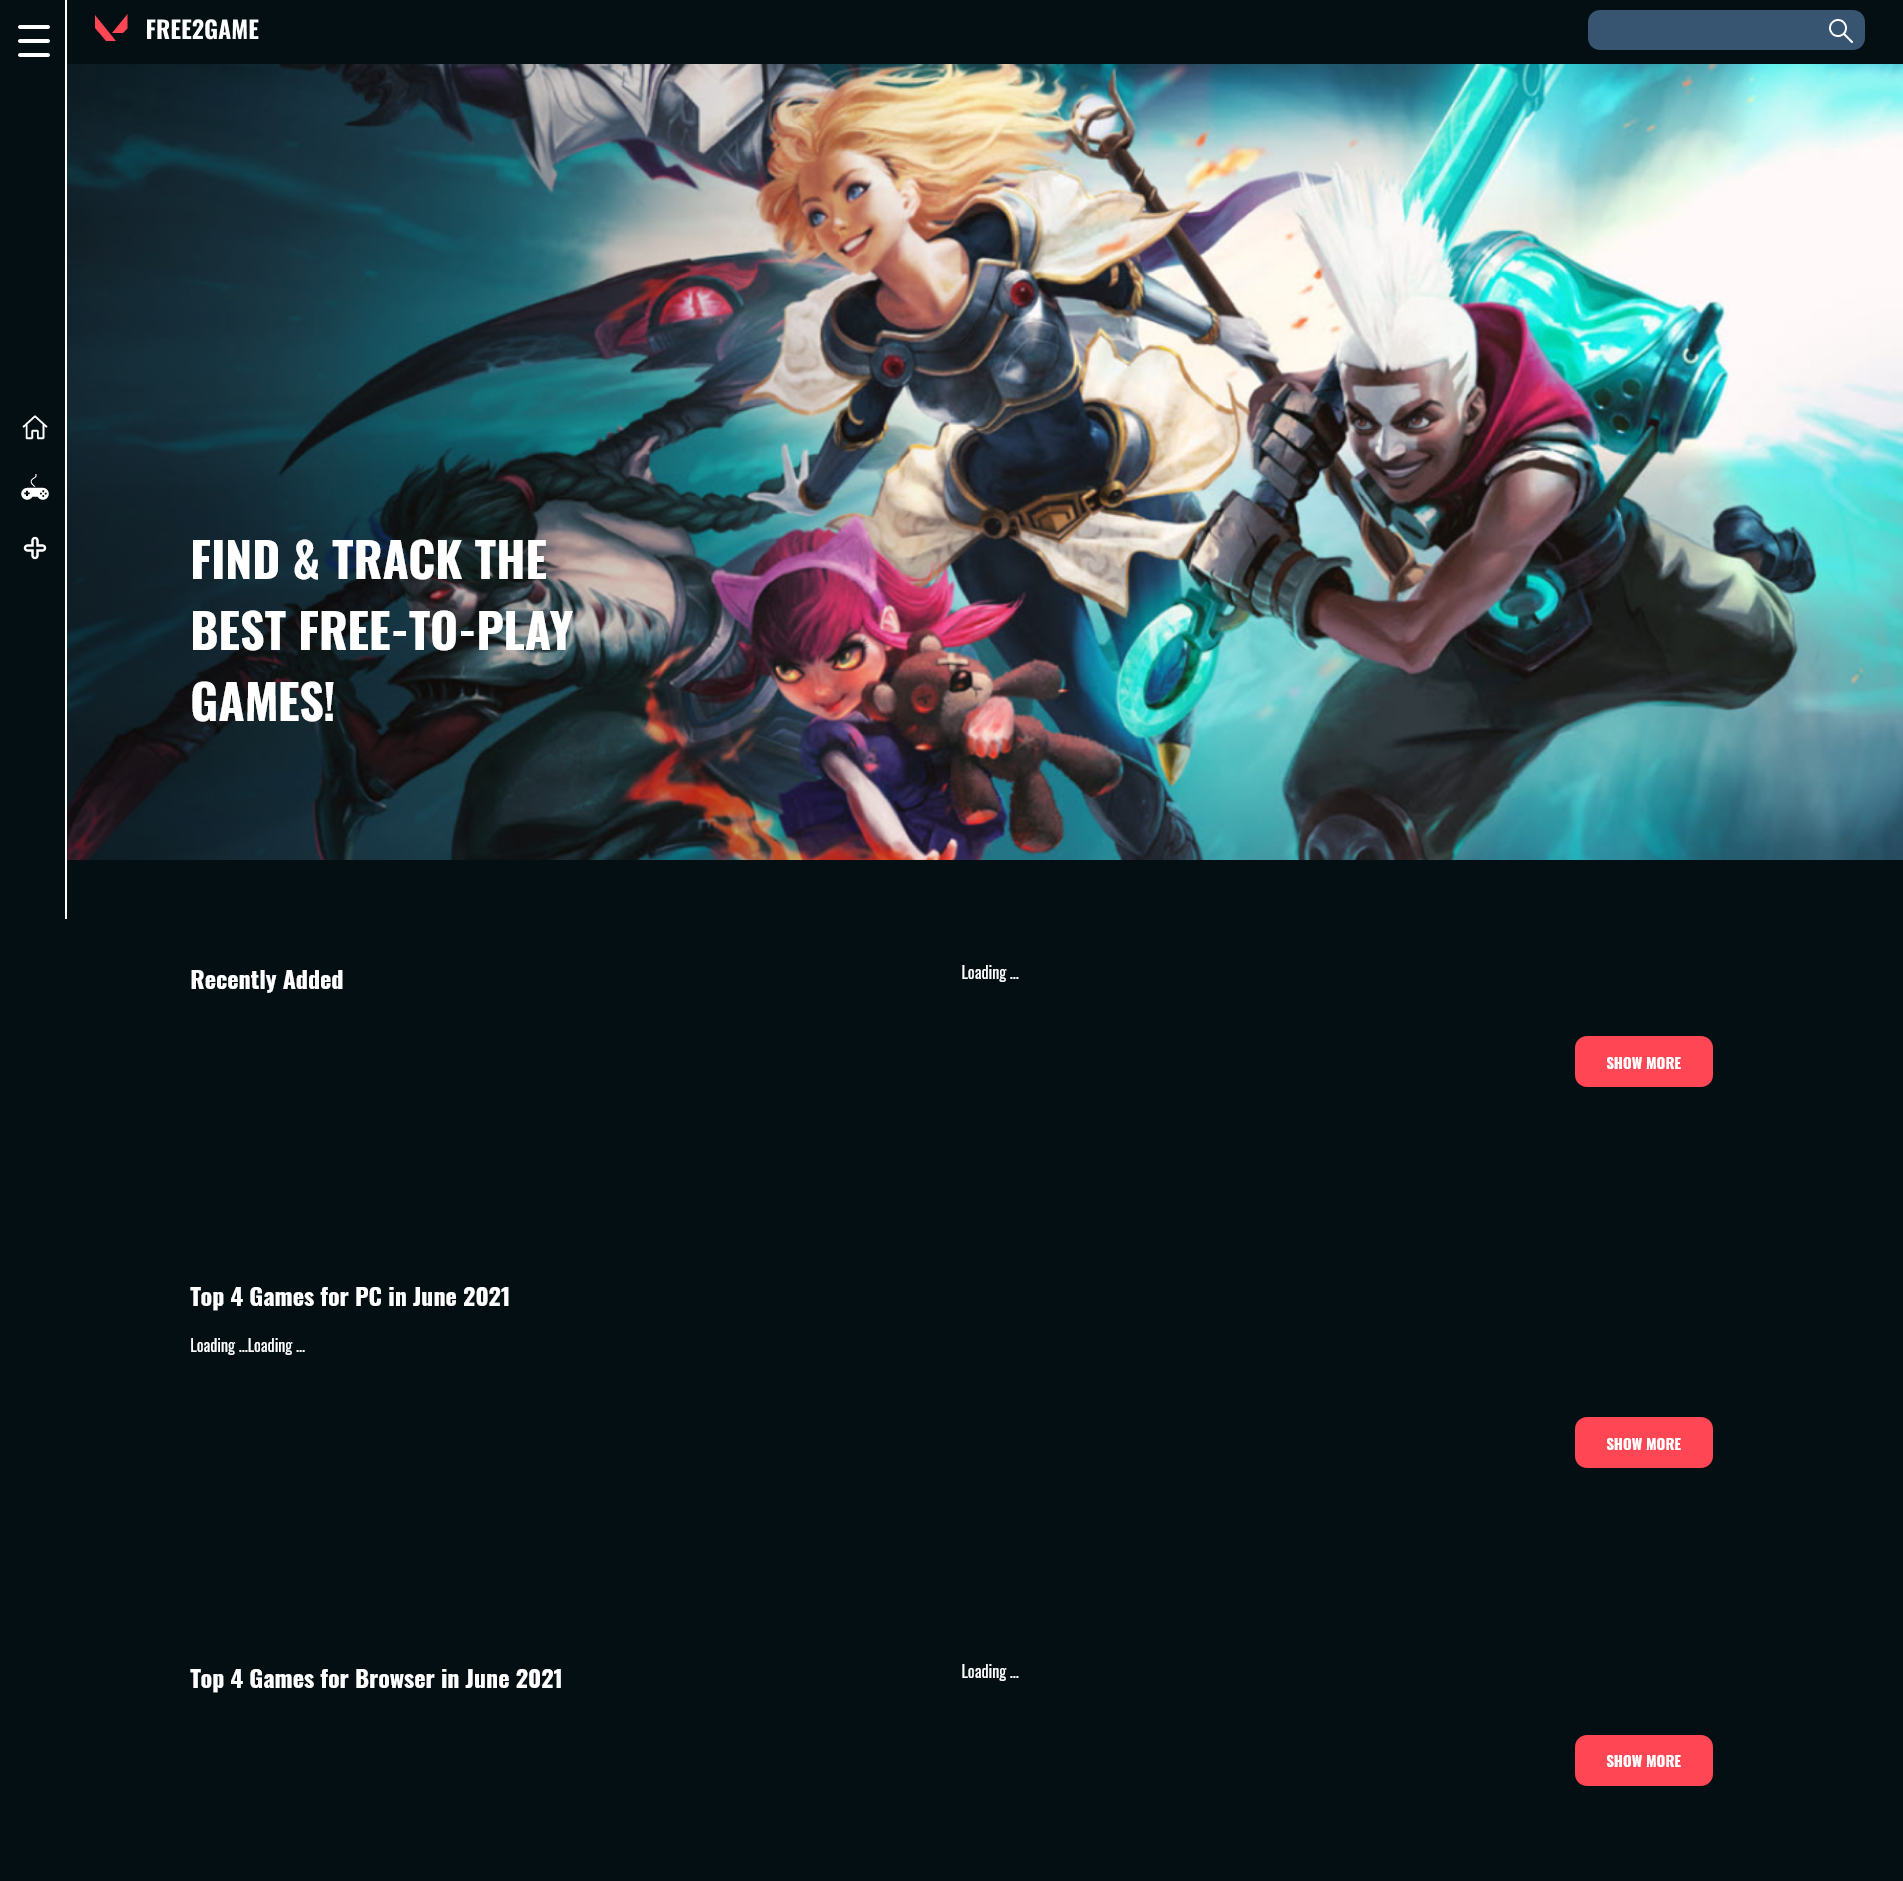 FREE2GAME
FIND & TRACK THE
BEST FREE-TO-PLAY
GAMES!
Recently Added
Loading ...
SHOW MORE
Top 4 Games for PC in June 2021
Loading ...Loading ...
SHOW MORE
Top 4 Games for Browser in June 2021
Loading ...
SHOW MORE